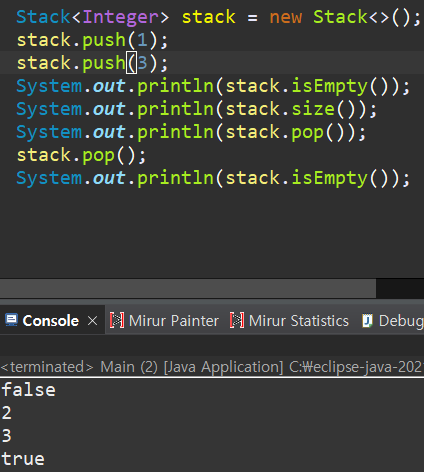 Stack<Integer> stack = new Stack<>();
stack.push(1);
stack.push(3);
System.out.println(stack.isEmpty());
System.out.println(stack.size());
System.out.println(stack.pop());
stack.pop();
System.out.println(stack.isEmpty());
Console × Mirur Painter Mirur Statistics Debug
<terminated> Main (2) [Java Application] C:₩eclipse-java-202
false
2
3
true